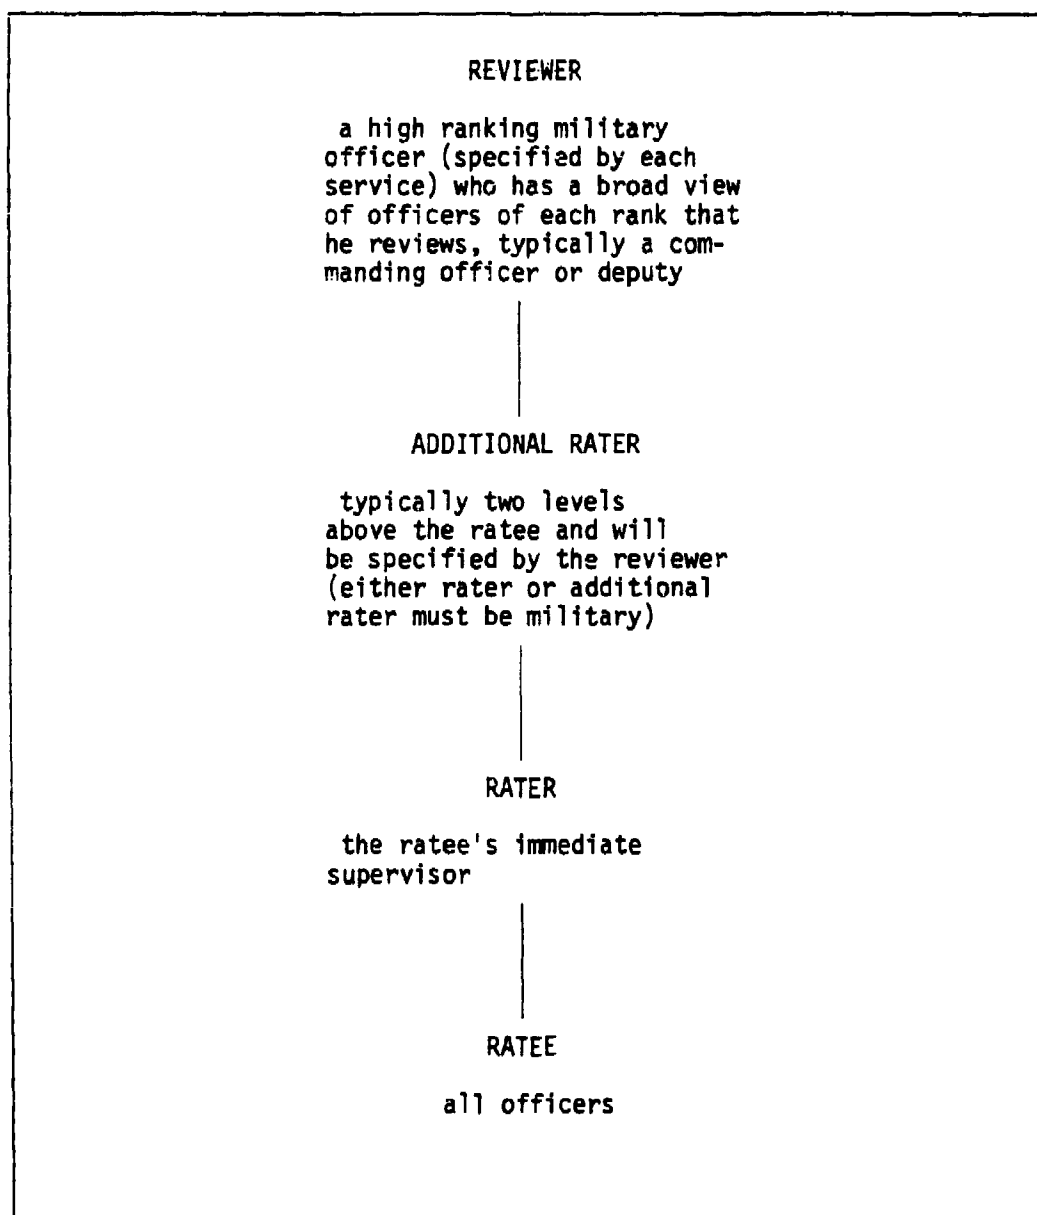 REVIEWER
a high ranking military
officer (specified by each
service) who has a broad view
of officers of each rank that
he reviews, typically a com-
manding officer or deputy
ADDITIONAL RATER
typically two levels
above the ratee and will
be specified by the reviewer
(either rater or additional
rater must be military)
RATER
the ratee's immediate
supervisor
RATEE
all officers